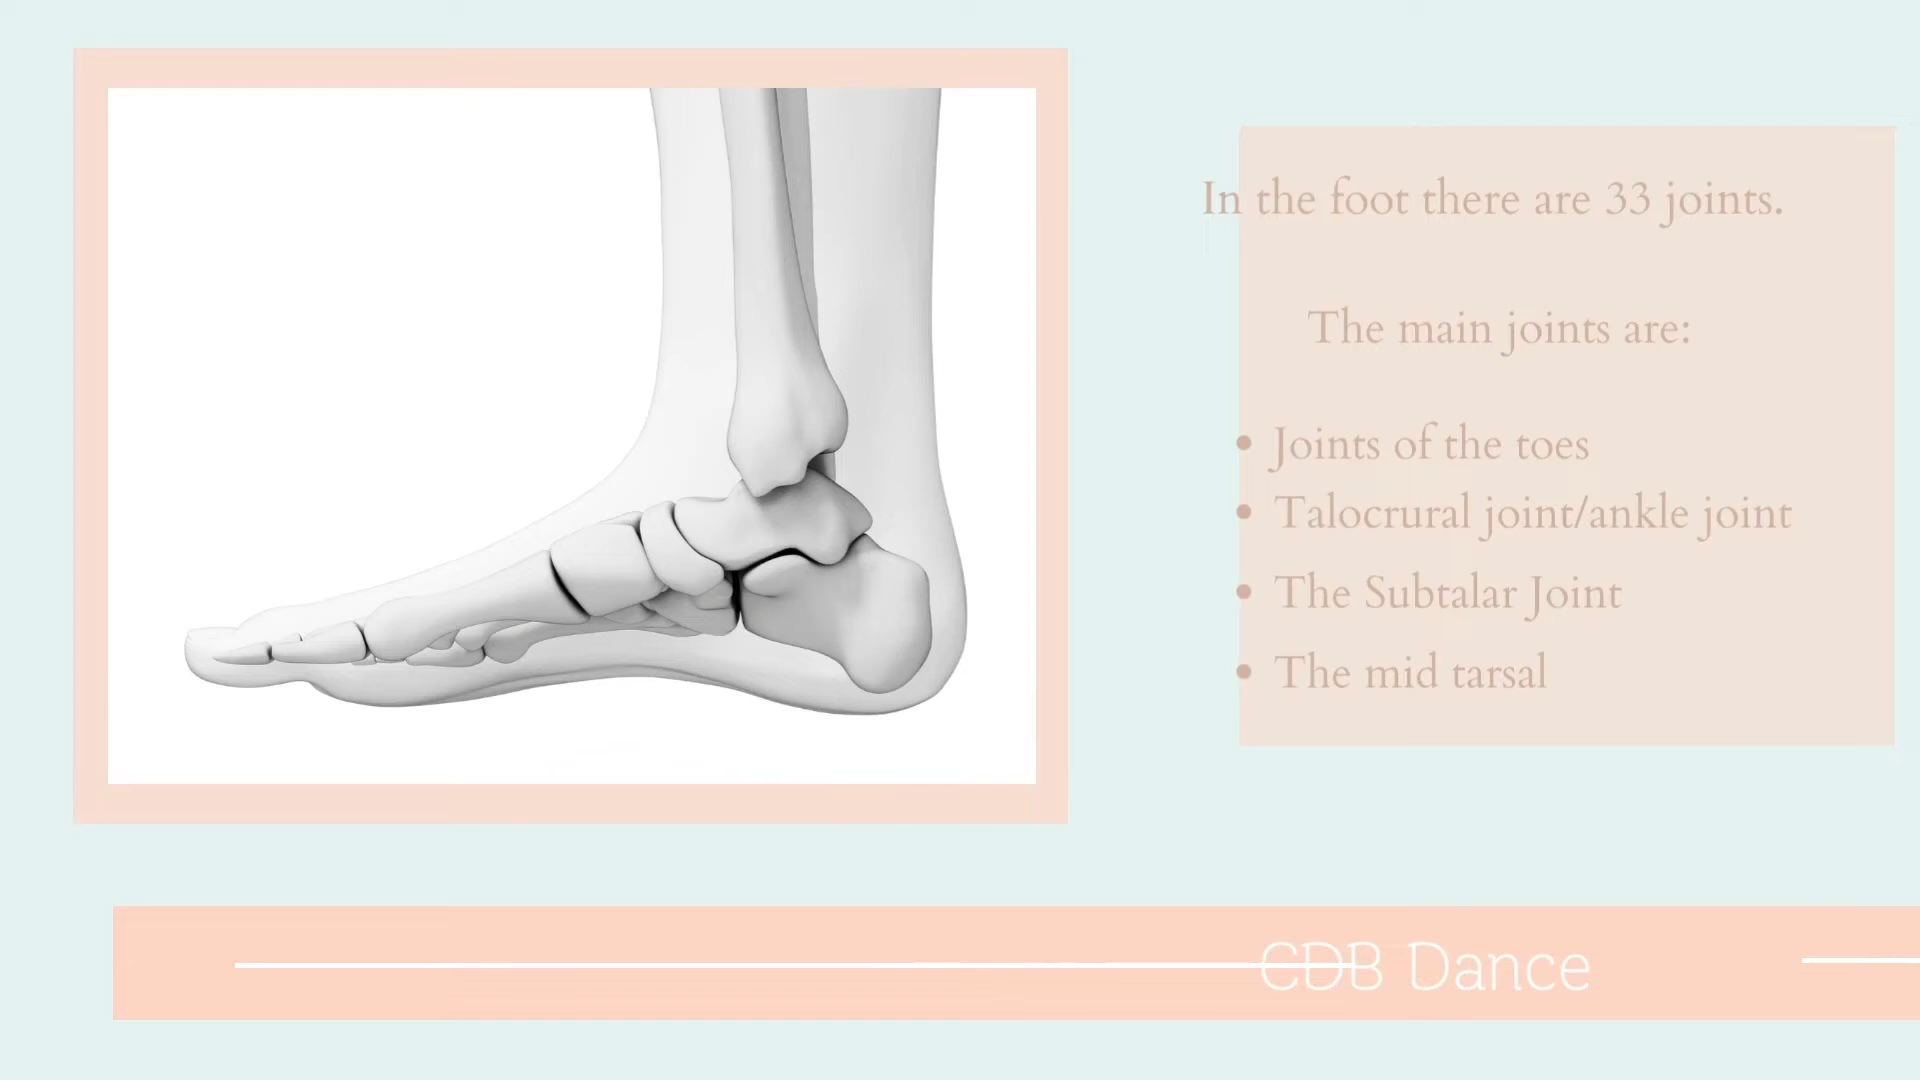 In the foot there are 33 joints.
The main joints are:
• Joints of the toes
• Talocrural joint/ankle joint
• The Subtalar Joint
• The mid tarsal
CDB Dance